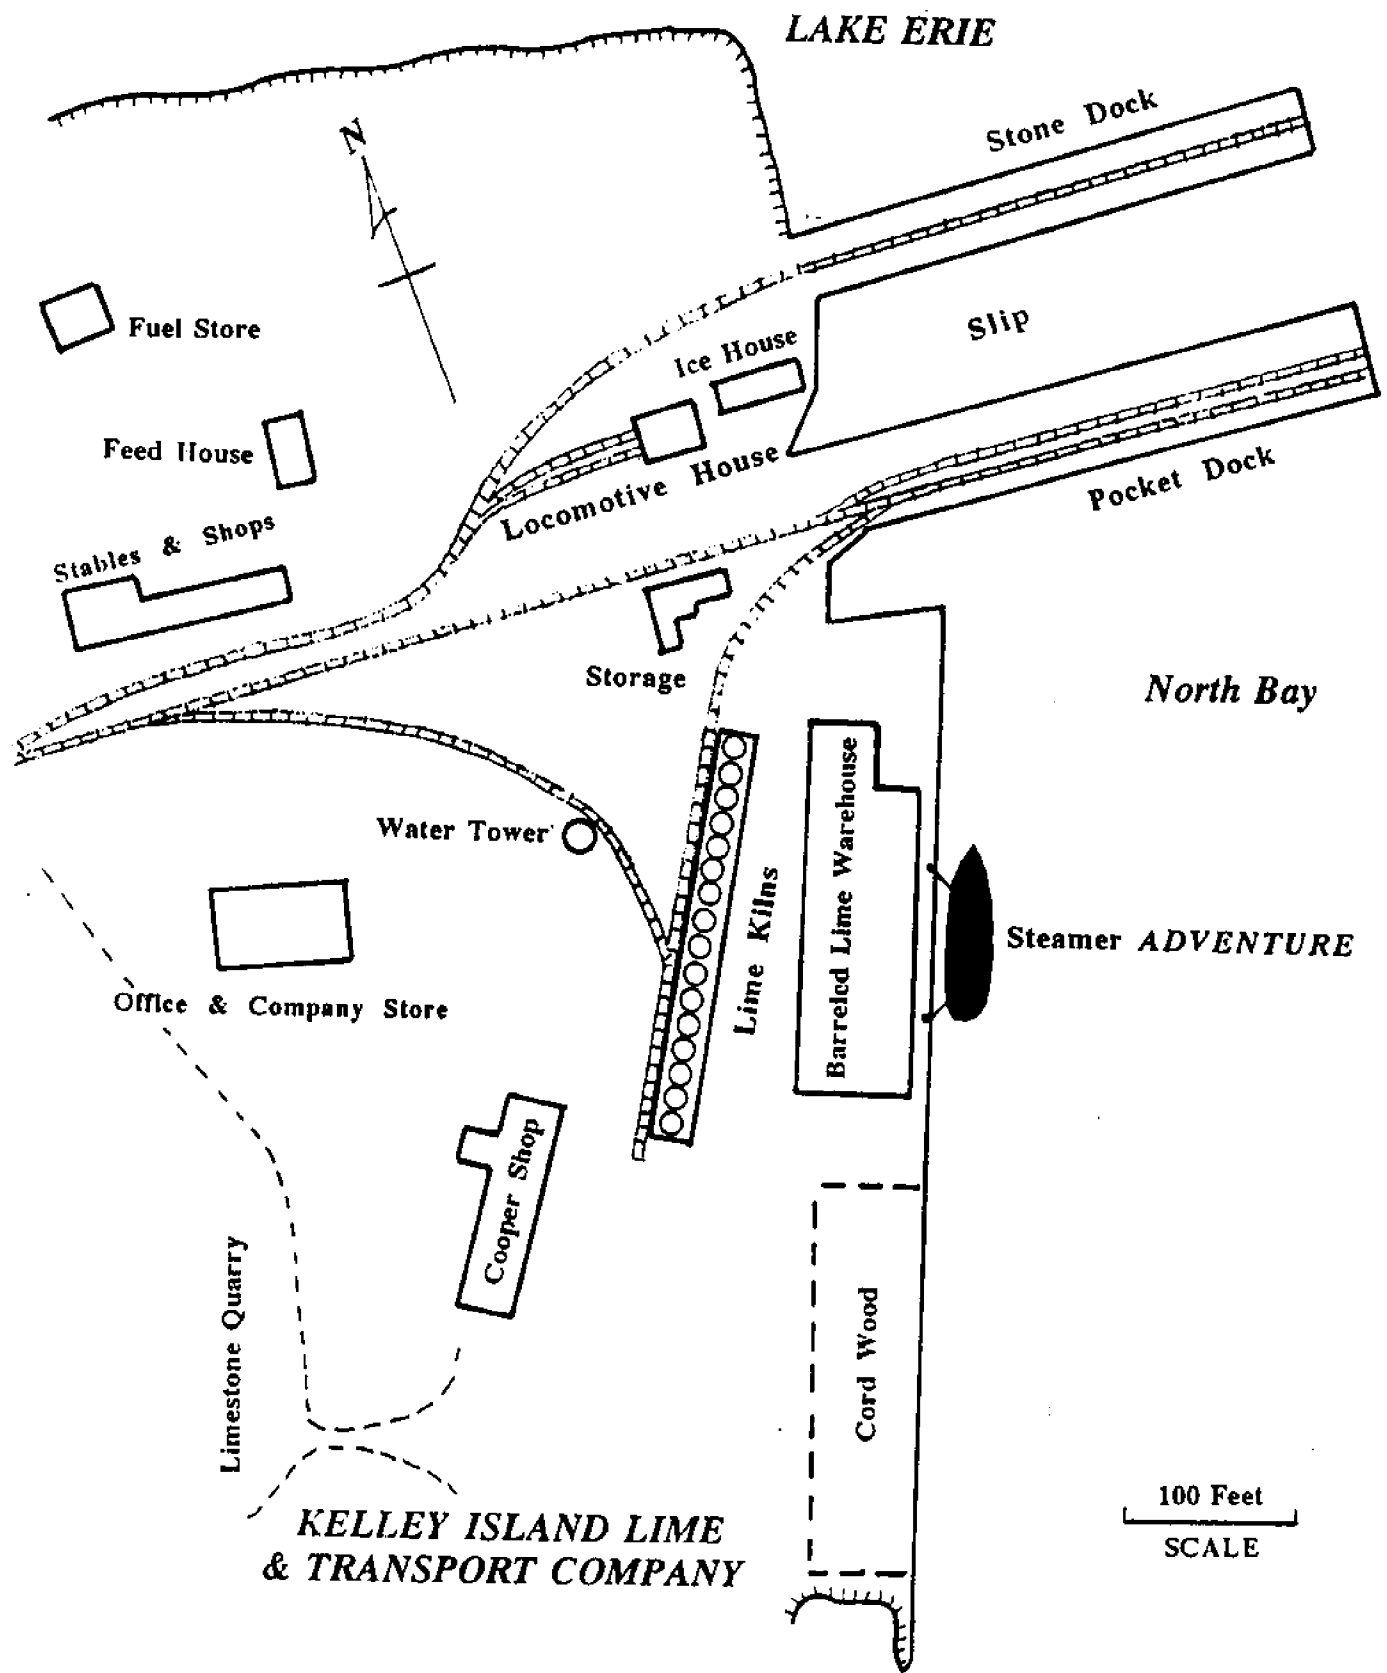 LAKE ERIE
Stone Dock
N
Fuel Store
Slip
Ice House
Feed House
Locomotive House
Pocket Dock
Stables & Shops
Storage
North Bay
Water Tower
Barreled Lime Warehouse
Lime Kilns
Steamer ADVENTURE
Office & Company Store
Cooper Shop
Limestone Quarry
Cord Wood
100 Feet
SCALE
KELLEY ISLAND LIME
& TRANSPORT COMPANY